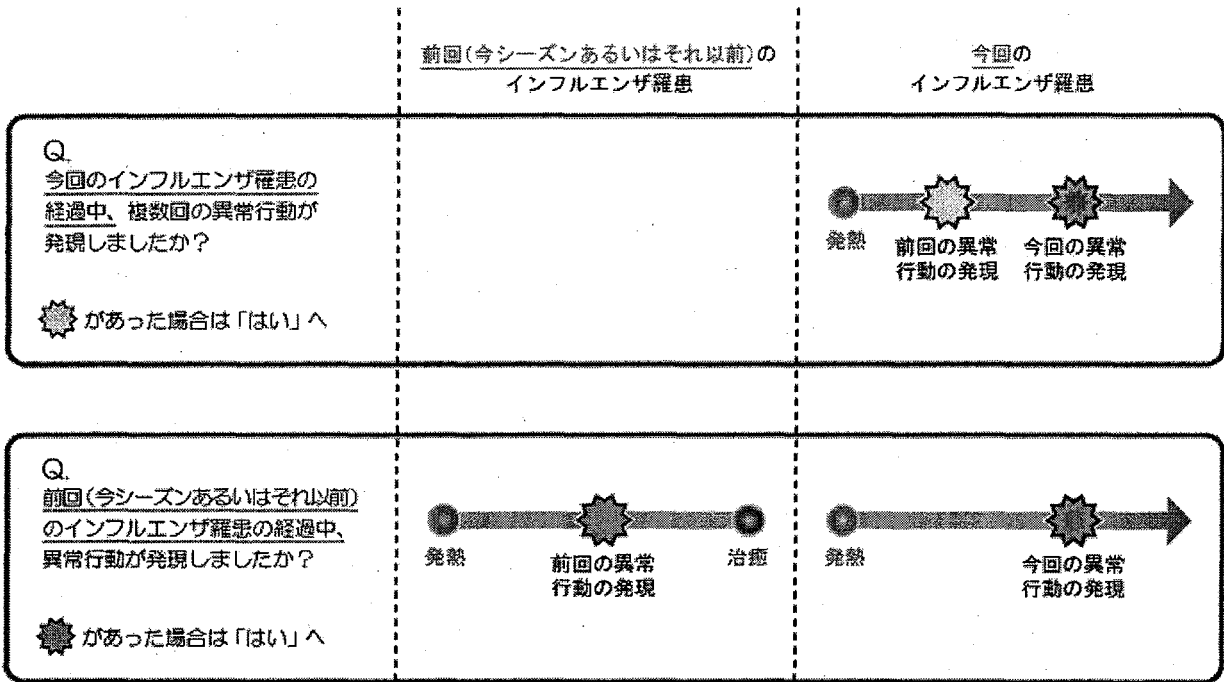 前回(今シーズンあるいはそれ以前)の
インフルエンザ罹患
今回の
インフルエンザ罹患
Q.
今回のインフルエンザ罹患の
経過中、複数回の異常行動が
発現しましたか?
があった場合は「はい」へ
発熱
前回の異常
行動の発現
今回の異常
行動の発現
Q.
前回(今シーズンあるいはそれ以前)
のインフルエンザ罹患の経過中、
異常行動が発現しましたか?
があった場合は「はい」へ
発熱
前回の異常
行動の発現
治癒
発熱
今回の異常
行動の発現